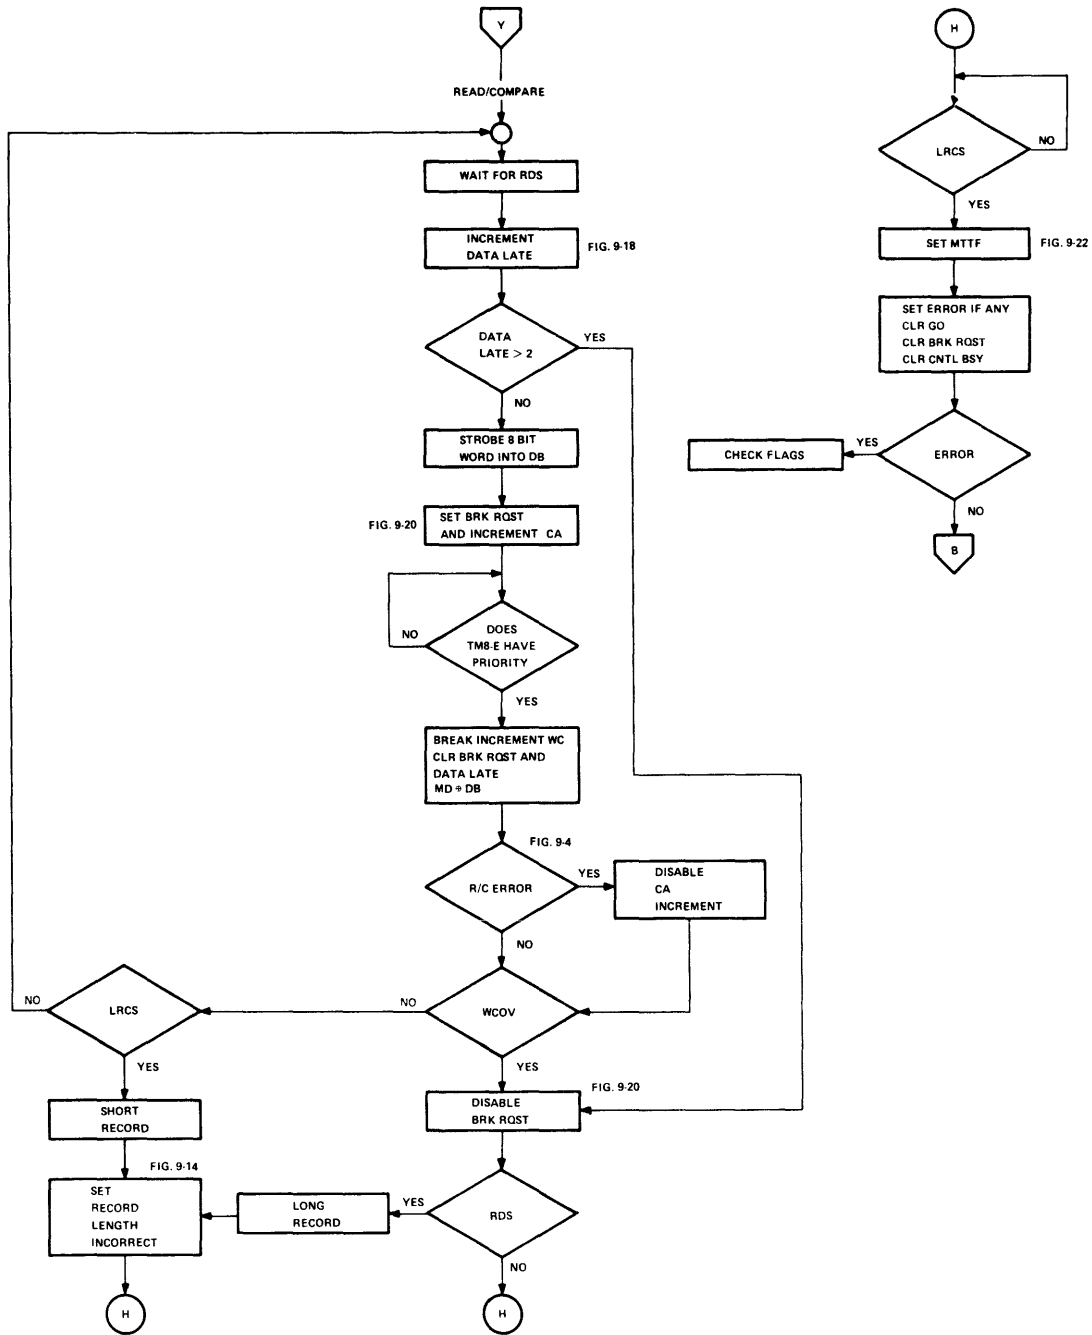 Y
READ/COMPARE
WAIT FOR RDS
INCREMENT
DATA LATE
FIG. 9-18
DATA
LATE > 2
YES
NO
STROBE 8 BIT
WORD INTO DB
FIG. 9-20
SET BRK RQST
AND INCREMENT CA
DOES
TM8-E HAVE
PRIORITY
NO
YES
BREAK INCREMENT WC
CLR BRK RQST AND
DATA LATE
MD ⊕ DB
FIG. 9-4
R/C ERROR
YES
DISABLE
CA
INCREMENT
NO
WCOV
NO
LRCS
NO
YES
YES
SHORT
RECORD
FIG. 9-20
DISABLE
BRK RQST
FIG. 9-14
SET
RECORD
LENGTH
INCORRECT
LONG
RECORD
YES
RDS
NO
H
H
H
LRCS
NO
YES
SET MTTF
FIG. 9-22
SET ERROR IF ANY
CLR GO
CLR BRK RQST
CLR CNTL BSY
ERROR
YES
CHECK FLAGS
NO
B